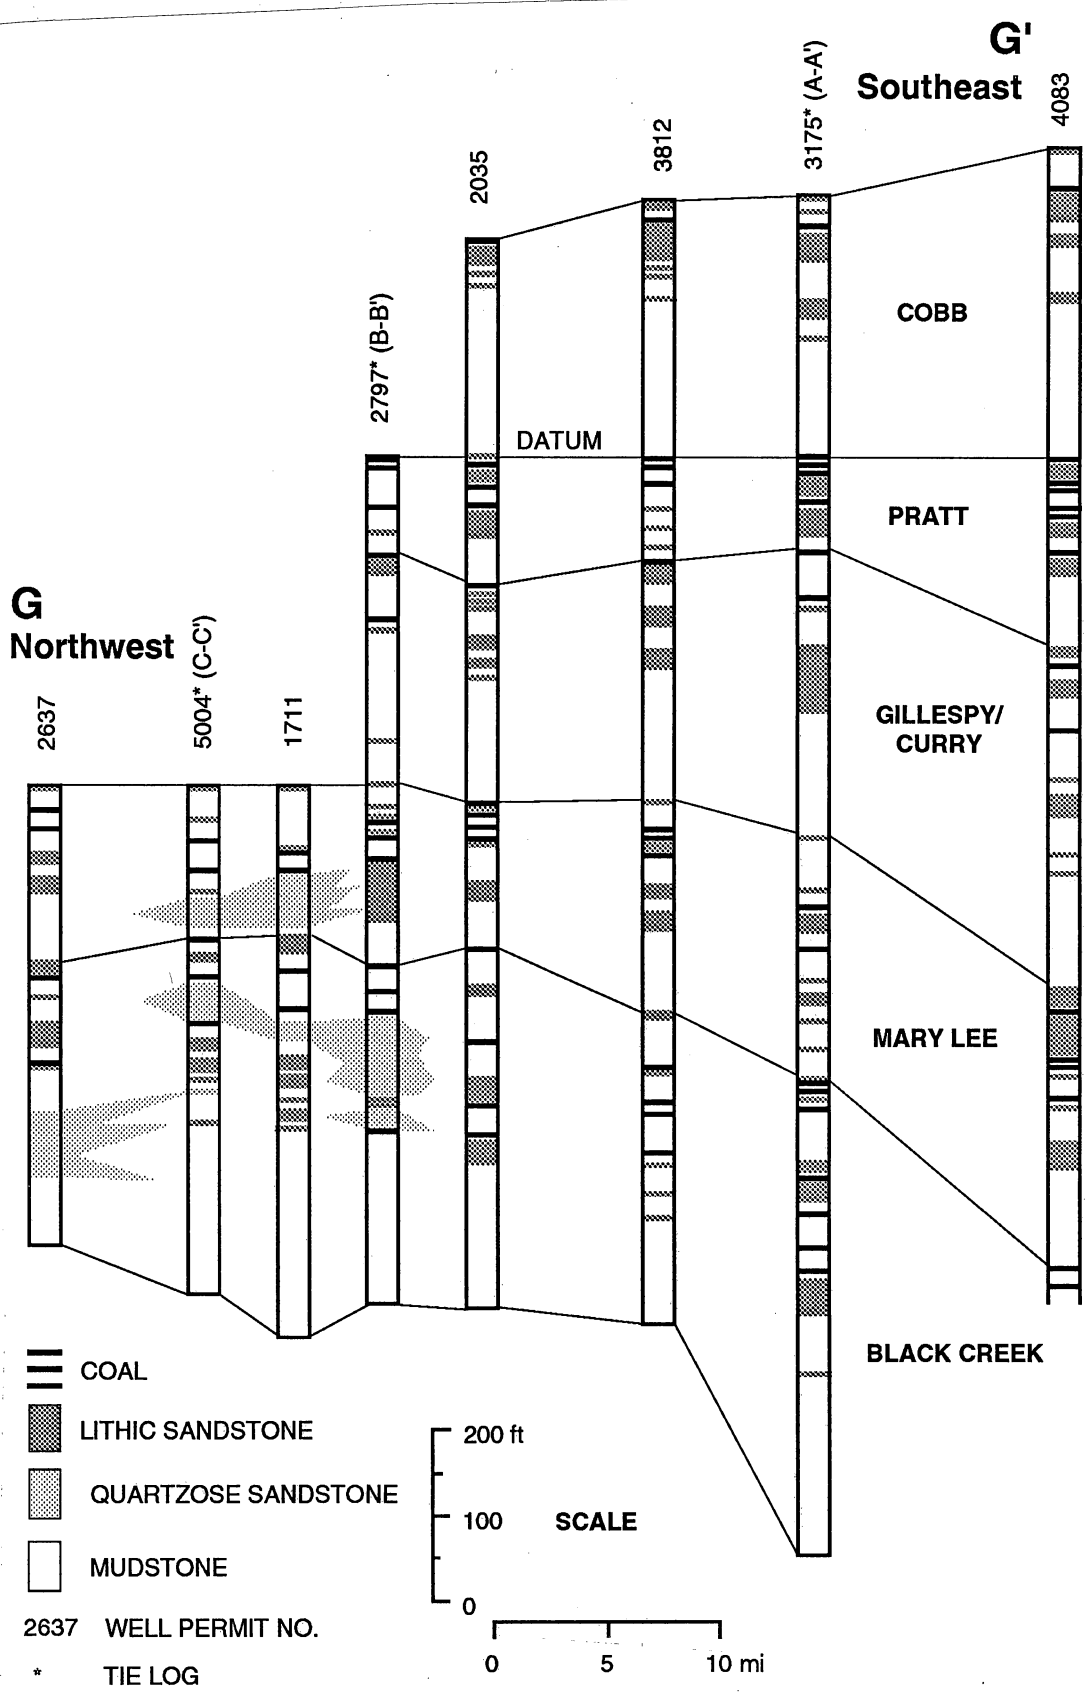 G'
Southeast
4083
3175* (A-A')
3812
2035
2797* (B-B')
COBB
DATUM
PRATT
G
Northwest
2637
5004* (C-C')
1711
GILLESPY/
CURRY
MARY LEE
BLACK CREEK
COAL
LITHIC SANDSTONE
QUARTZOSE SANDSTONE
MUDSTONE
2637 WELL PERMIT NO.
* TIE LOG
200 ft
100
0
SCALE
0 5 10 mi